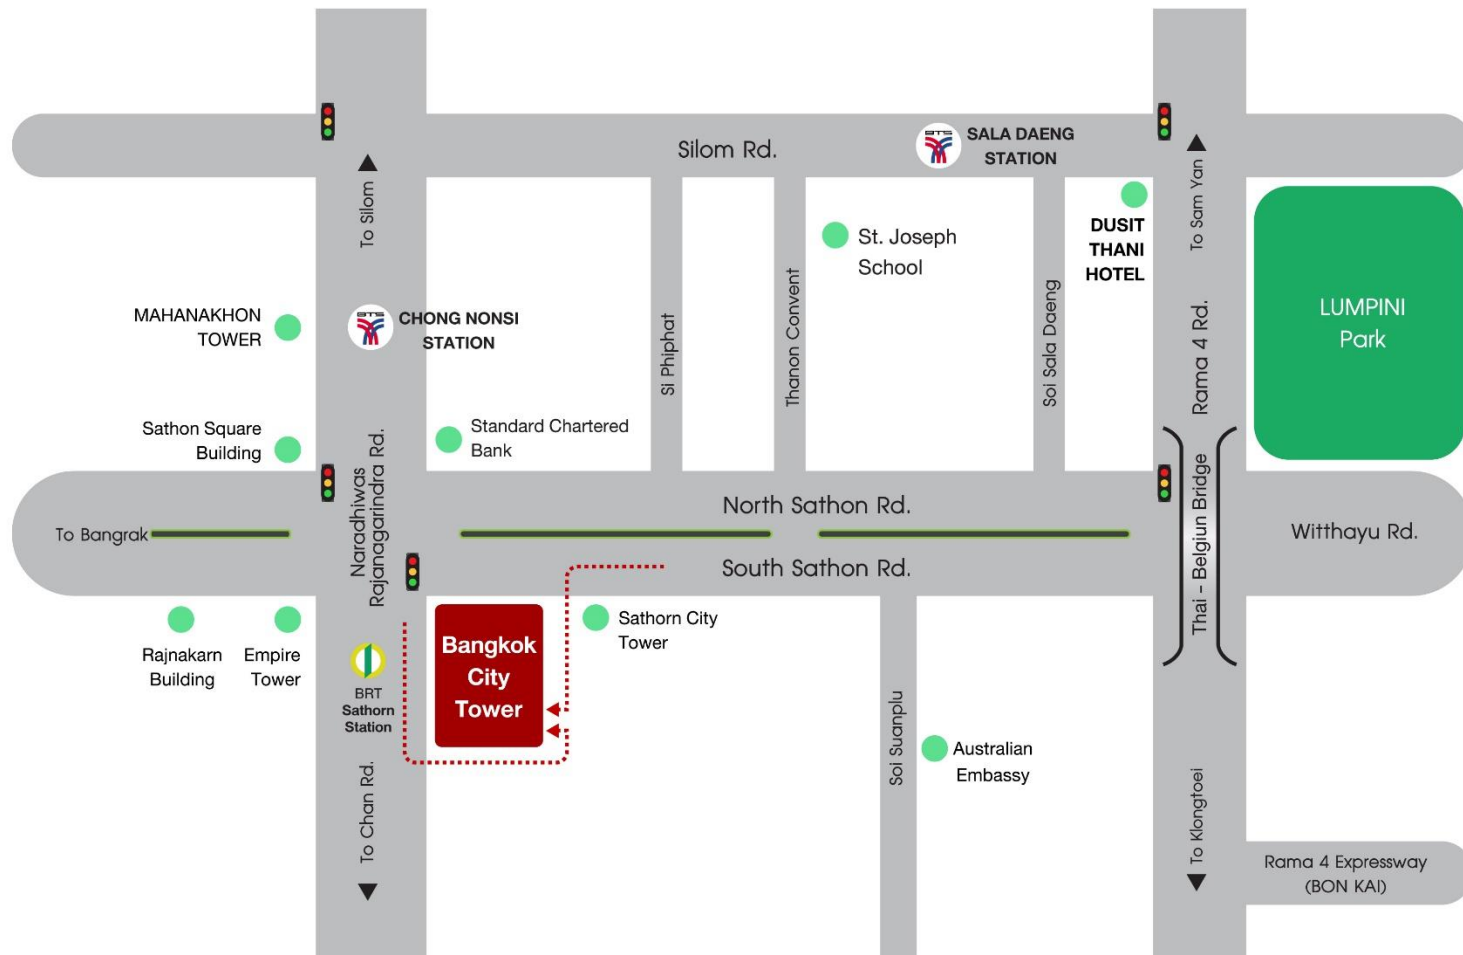 Silom Rd.
BTS
SALA DAENG
STATION
To Silom
To Sam Yan
St. Joseph
School
DUSIT
THANI
HOTEL
MAHANAKHON
TOWER
BTS
CHONG NONSI
STATION
Si Phiphat
Thanon Convent
Soi Sala Daeng
Rama 4 Rd.
LUMPINI
Park
Sathon Square
Building
Standard Chartered
Bank
Naradhiwas
Rajanagarindra Rd.
North Sathon Rd.
To Bangrak
South Sathon Rd.
Thai - Belgiun Bridge
Witthayu Rd.
Rajnakarn
Building
Empire
Tower
BRT
Sathorn
Station
Bangkok
City
Tower
Sathorn City
Tower
Soi Suanplu
Australian
Embassy
To Chan Rd.
To Klongtoei
Rama 4 Expressway
(BON KAI)